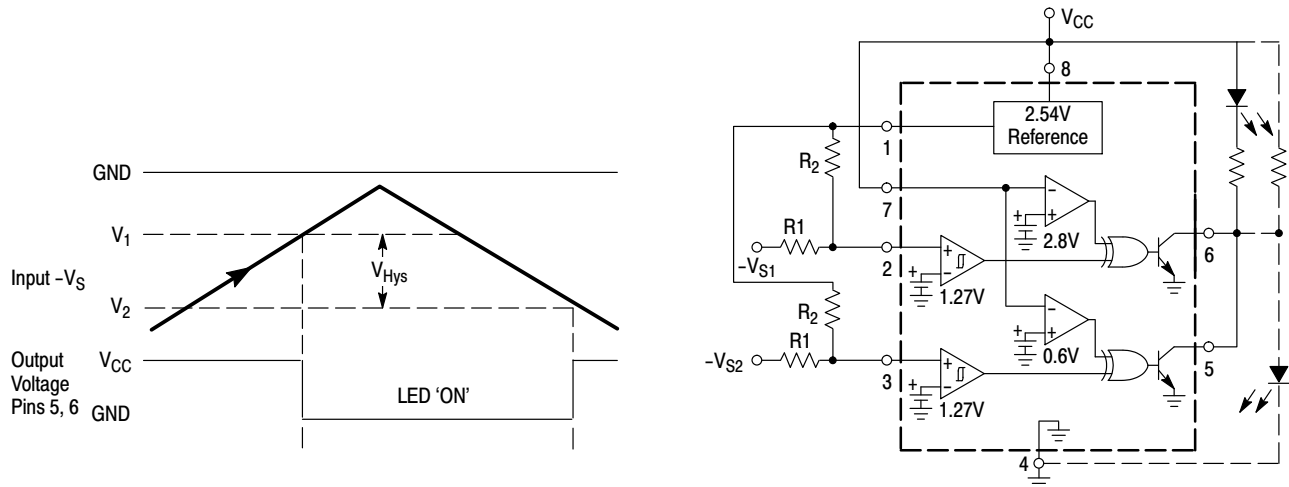 GND
V1
Input –VS
VHys
V2
Output
Voltage
Pins 5, 6
VCC
GND
LED ‘ON’
VCC
8
2.54V
Reference
1
R2
7
R1
–VS1
2
+
–
1.27V
–
+
2.8V
6
R2
R1
–VS2
3
+
–
1.27V
–
+
0.6V
5
4